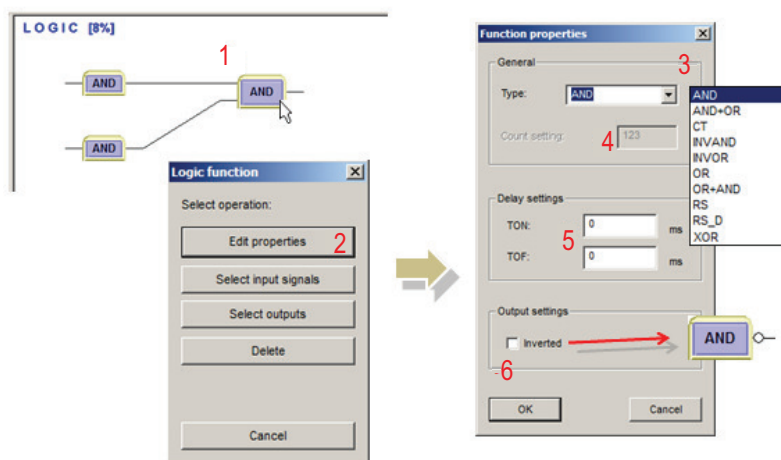 LOGIC [8%]
1
AND
AND
AND
Logic function
Select operation:
Edit properties
2
Select input signals
Select outputs
Delete
Cancel
Function properties
3
General
Type:
AND
Count setting:
4
123
AND
AND+OR
CT
INVAND
INVOR
OR
OR+AND
RS
RS_D
XOR
Delay settings
TON:
0
ms
5
TOF:
0
ms
Output settings
Inverted
AND
6
OK
Cancel